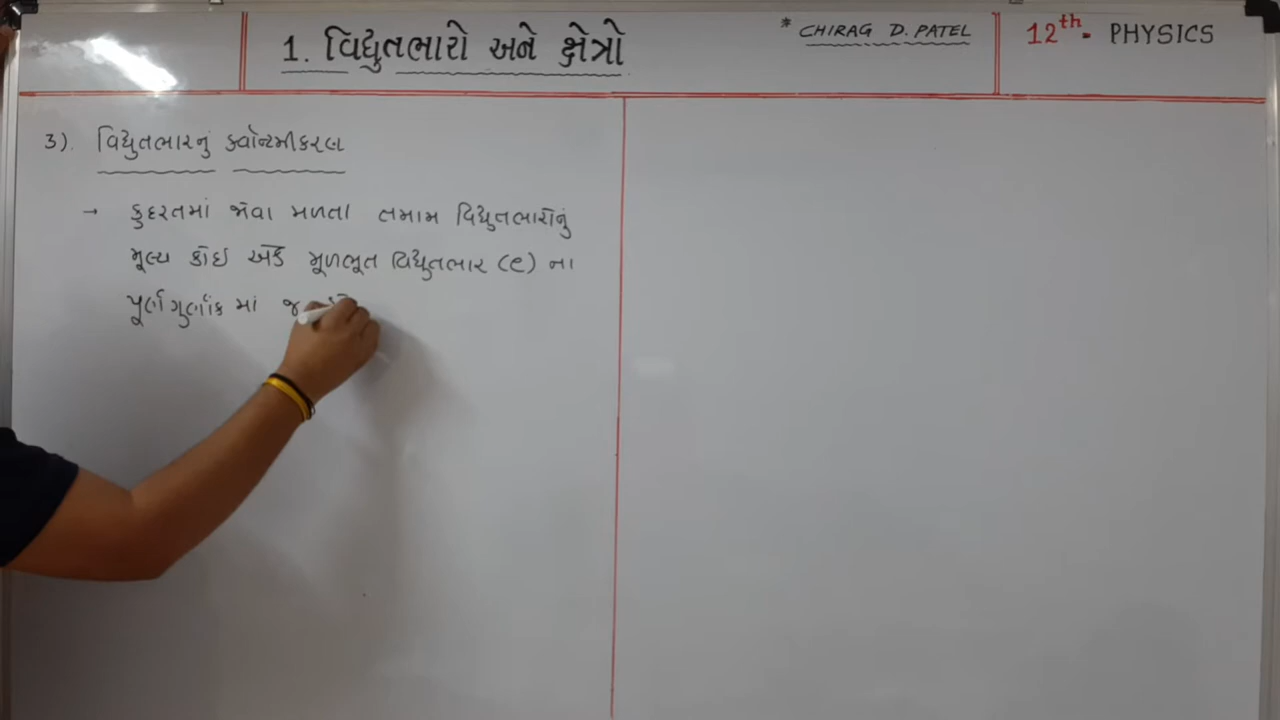 1. વિદ્યુતભારો અને ક્ષેત્રો
* CHIRAG D. PATEL
12th- PHYSICS
3). વિદ્યુતભારનું ક્વોન્ટમીકરણ
→ કુદરતમાં જોવા મળતા તમામ વિદ્યુતભારોનું
મૂલ્ય કોઇ એક મૂળભૂત વિદ્યુતભાર (e) ના
પૂર્ણ ગુણાંક માં જ